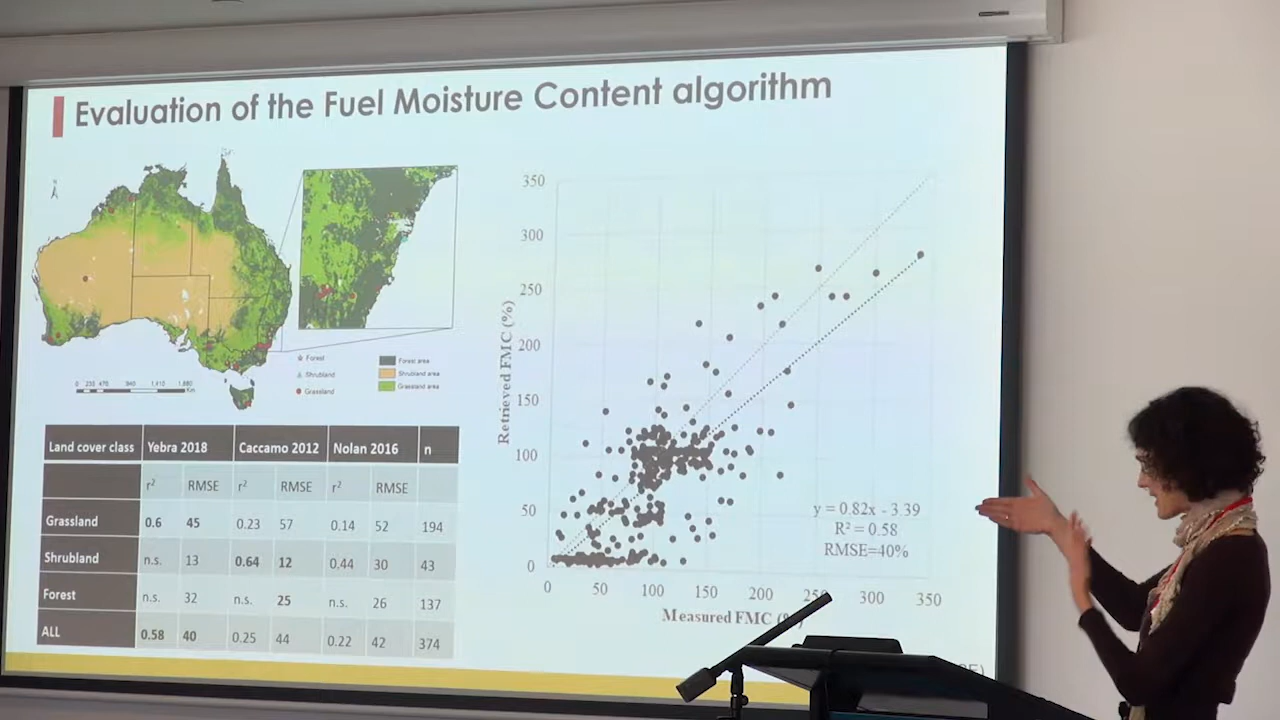 Evaluation of the Fuel Moisture Content algorithm
Forest
Shrubland
Grassland
Forest area
Shrubland area
Grassland area
Land cover class Yebra 2018 Caccamo 2012 Nolan 2016 n
r² RMSE r² RMSE r² RMSE
Grassland 0.6 45 0.23 57 0.14 52 194
Shrubland n.s. 13 0.64 12 0.44 30 43
Forest n.s. 32 n.s. 25 n.s. 26 137
ALL 0.58 40 0.25 44 0.22 42 374
350
300
250
200
150
100
50
0
Retrieved FMC (%)
y = 0.82x - 3.39
R² = 0.58
RMSE=40%
0 50 100 150 200 300 350
Measured FMC